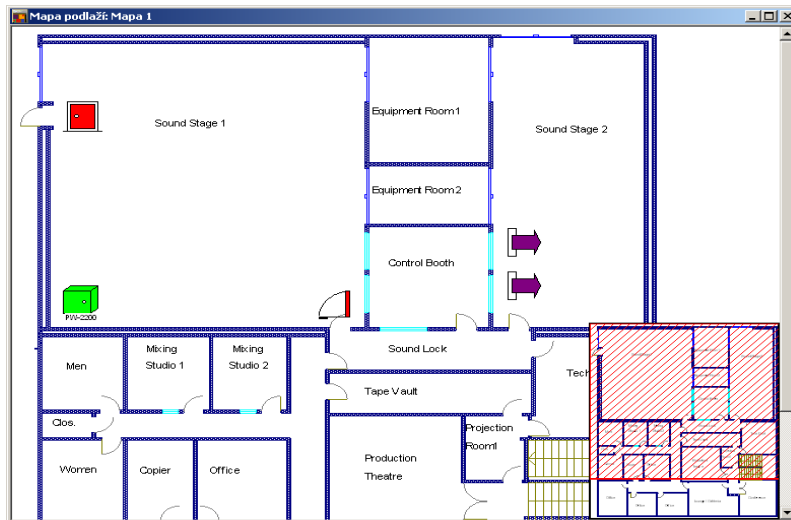 Mapa podlaží: Mapa 1
Sound Stage 1
Equipment Room1
Sound Stage 2
Equipment Room2
Control Booth
PW-2200
Men
Mixing
Studio 1
Mixing
Studio 2
Sound Lock
Tech
Tape Vault
Clos.
Projection
Room1
Worren
Copier
Office
Production
Theatre